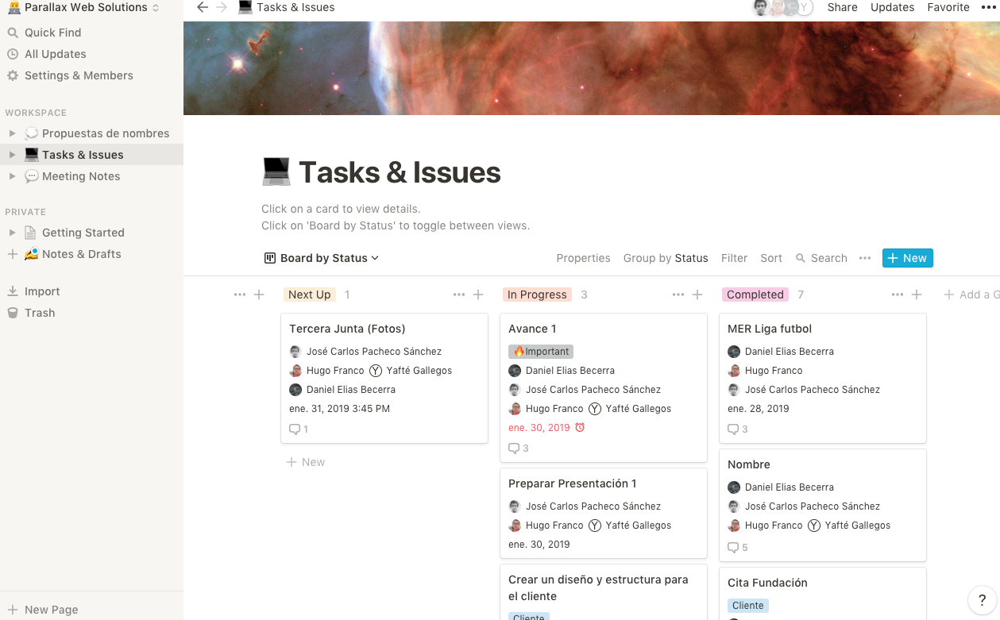 Parallax Web Solutions
Quick Find
All Updates
Settings & Members
WORKSPACE
Propuestas de nombres
Tasks & Issues
Meeting Notes
PRIVATE
Getting Started
Notes & Drafts
Import
Trash
New Page
Tasks & Issues
Y
Share Updates Favorite
Tasks & Issues
Click on a card to view details.
Click on 'Board by Status' to toggle between views.
Board by Status
Properties Group by Status Filter Sort Search
New
Next Up 1
Tercera Junta (Fotos)
José Carlos Pacheco Sánchez
Hugo Franco Y Yafté Gallegos
Daniel Elias Becerra
ene. 31, 2019 3:45 PM
1
New
In Progress 3
Avance 1
Important
Daniel Elias Becerra
José Carlos Pacheco Sánchez
Hugo Franco Y Yafté Gallegos
ene. 30, 2019
3
Preparar Presentación 1
José Carlos Pacheco Sánchez
Hugo Franco Y Yafté Gallegos
ene. 30, 2019
Crear un diseño y estructura para
el cliente
Cliente
Completed 7
MER Liga futbol
Daniel Elias Becerra
Hugo Franco
José Carlos Pacheco Sánchez
ene. 28, 2019
3
Nombre
Daniel Elias Becerra
José Carlos Pacheco Sánchez
Hugo Franco Y Yafté Gallegos
5
Cita Fundación
Cliente
Add a G
?